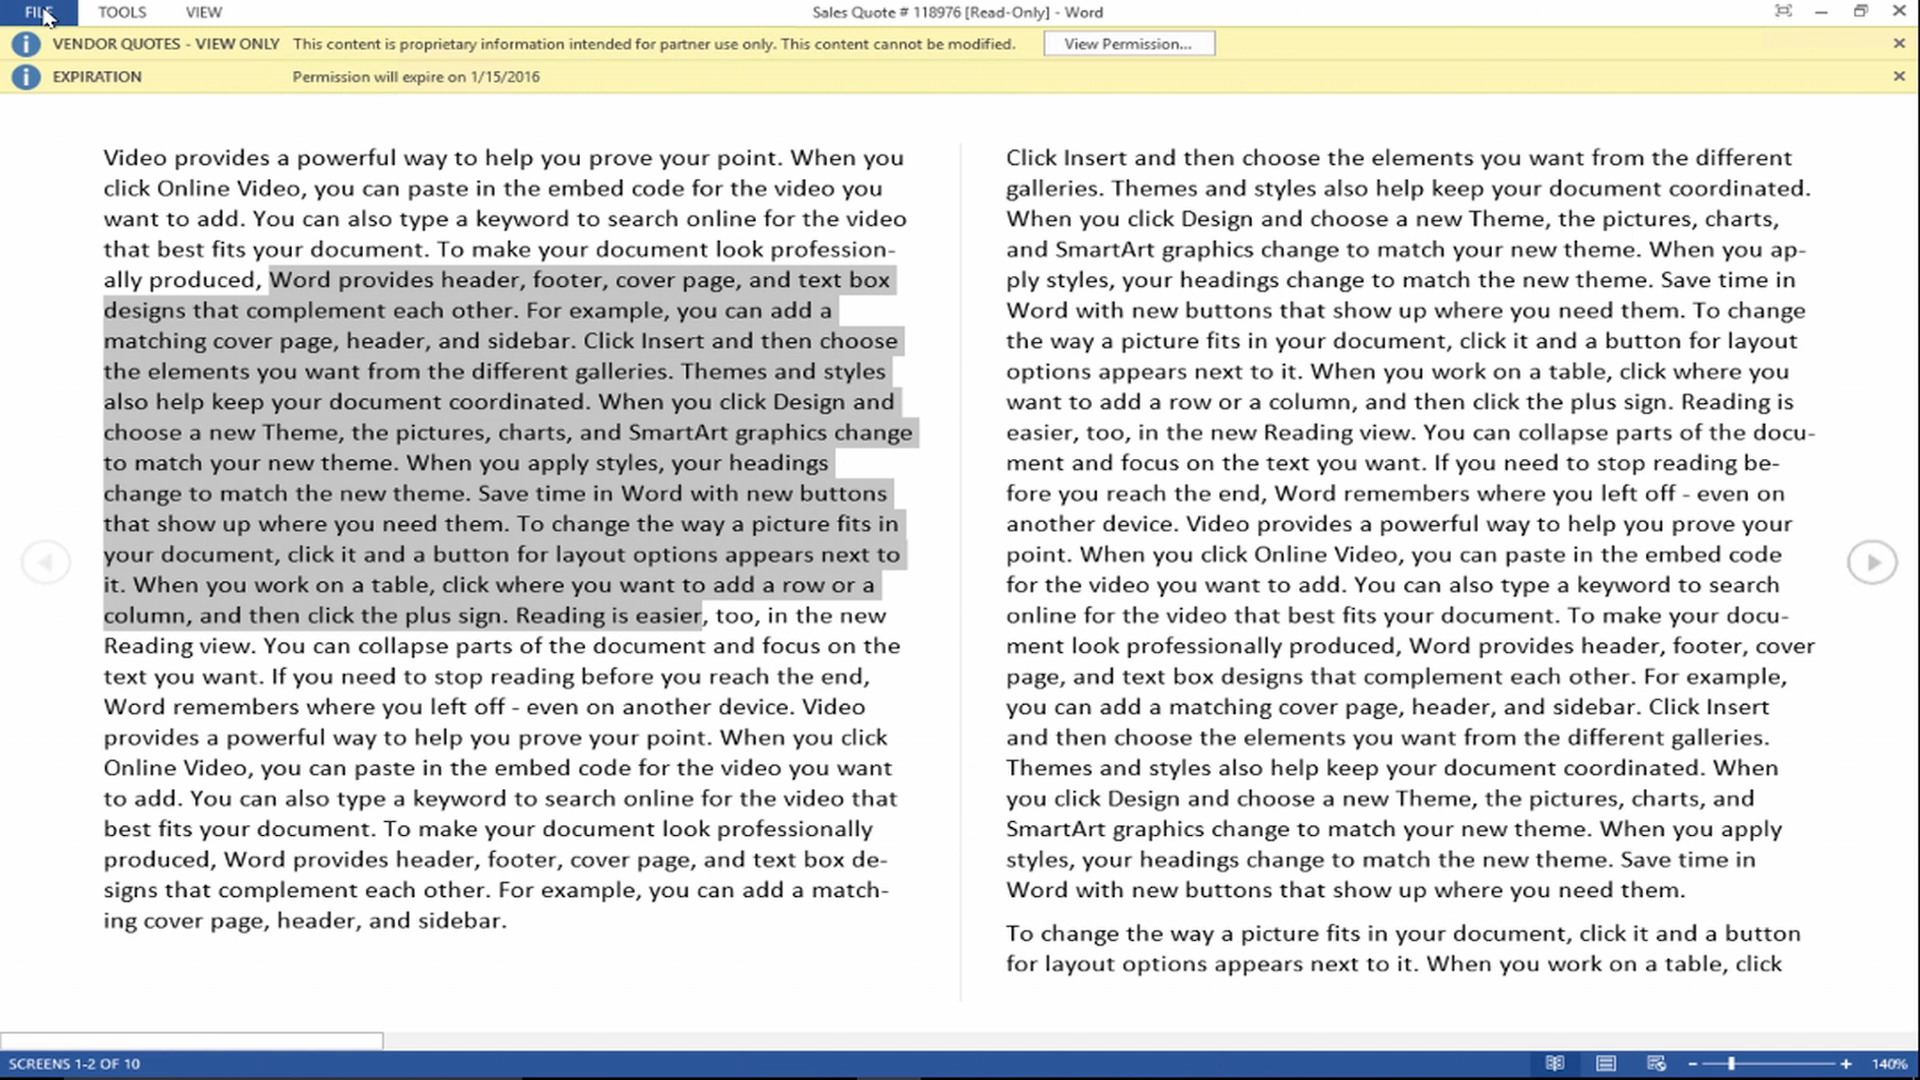 FILE TOOLS VIEW Sales Quote # 118976 [Read-Only] - Word
VENDOR QUOTES - VIEW ONLY This content is proprietary information intended for partner use only. This content cannot be modified. View Permission...
EXPIRATION Permission will expire on 1/15/2016
Video provides a powerful way to help you prove your point. When you
click Online Video, you can paste in the embed code for the video you
want to add. You can also type a keyword to search online for the video
that best fits your document. To make your document look profession-
ally produced, Word provides header, footer, cover page, and text box
designs that complement each other. For example, you can add a
matching cover page, header, and sidebar. Click Insert and then choose
the elements you want from the different galleries. Themes and styles
also help keep your document coordinated. When you click Design and
choose a new Theme, the pictures, charts, and SmartArt graphics change
to match your new theme. When you apply styles, your headings
change to match the new theme. Save time in Word with new buttons
that show up where you need them. To change the way a picture fits in
your document, click it and a button for layout options appears next to
it. When you work on a table, click where you want to add a row or a
column, and then click the plus sign. Reading is easier, too, in the new
Reading view. You can collapse parts of the document and focus on the
text you want. If you need to stop reading before you reach the end,
Word remembers where you left off - even on another device. Video
provides a powerful way to help you prove your point. When you click
Online Video, you can paste in the embed code for the video you want
to add. You can also type a keyword to search online for the video that
best fits your document. To make your document look professionally
produced, Word provides header, footer, cover page, and text box de-
signs that complement each other. For example, you can add a match-
ing cover page, header, and sidebar.
Click Insert and then choose the elements you want from the different
galleries. Themes and styles also help keep your document coordinated.
When you click Design and choose a new Theme, the pictures, charts,
and SmartArt graphics change to match your new theme. When you ap-
ply styles, your headings change to match the new theme. Save time in
Word with new buttons that show up where you need them. To change
the way a picture fits in your document, click it and a button for layout
options appears next to it. When you work on a table, click where you
want to add a row or a column, and then click the plus sign. Reading is
easier, too, in the new Reading view. You can collapse parts of the docu-
ment and focus on the text you want. If you need to stop reading be-
fore you reach the end, Word remembers where you left off - even on
another device. Video provides a powerful way to help you prove your
point. When you click Online Video, you can paste in the embed code
for the video you want to add. You can also type a keyword to search
online for the video that best fits your document. To make your docu-
ment look professionally produced, Word provides header, footer, cover
page, and text box designs that complement each other. For example,
you can add a matching cover page, header, and sidebar. Click Insert
and then choose the elements you want from the different galleries.
Themes and styles also help keep your document coordinated. When
you click Design and choose a new Theme, the pictures, charts, and
SmartArt graphics change to match your new theme. When you apply
styles, your headings change to match the new theme. Save time in
Word with new buttons that show up where you need them.
To change the way a picture fits in your document, click it and a button
for layout options appears next to it. When you work on a table, click
SCREENS 1-2 OF 10 140%